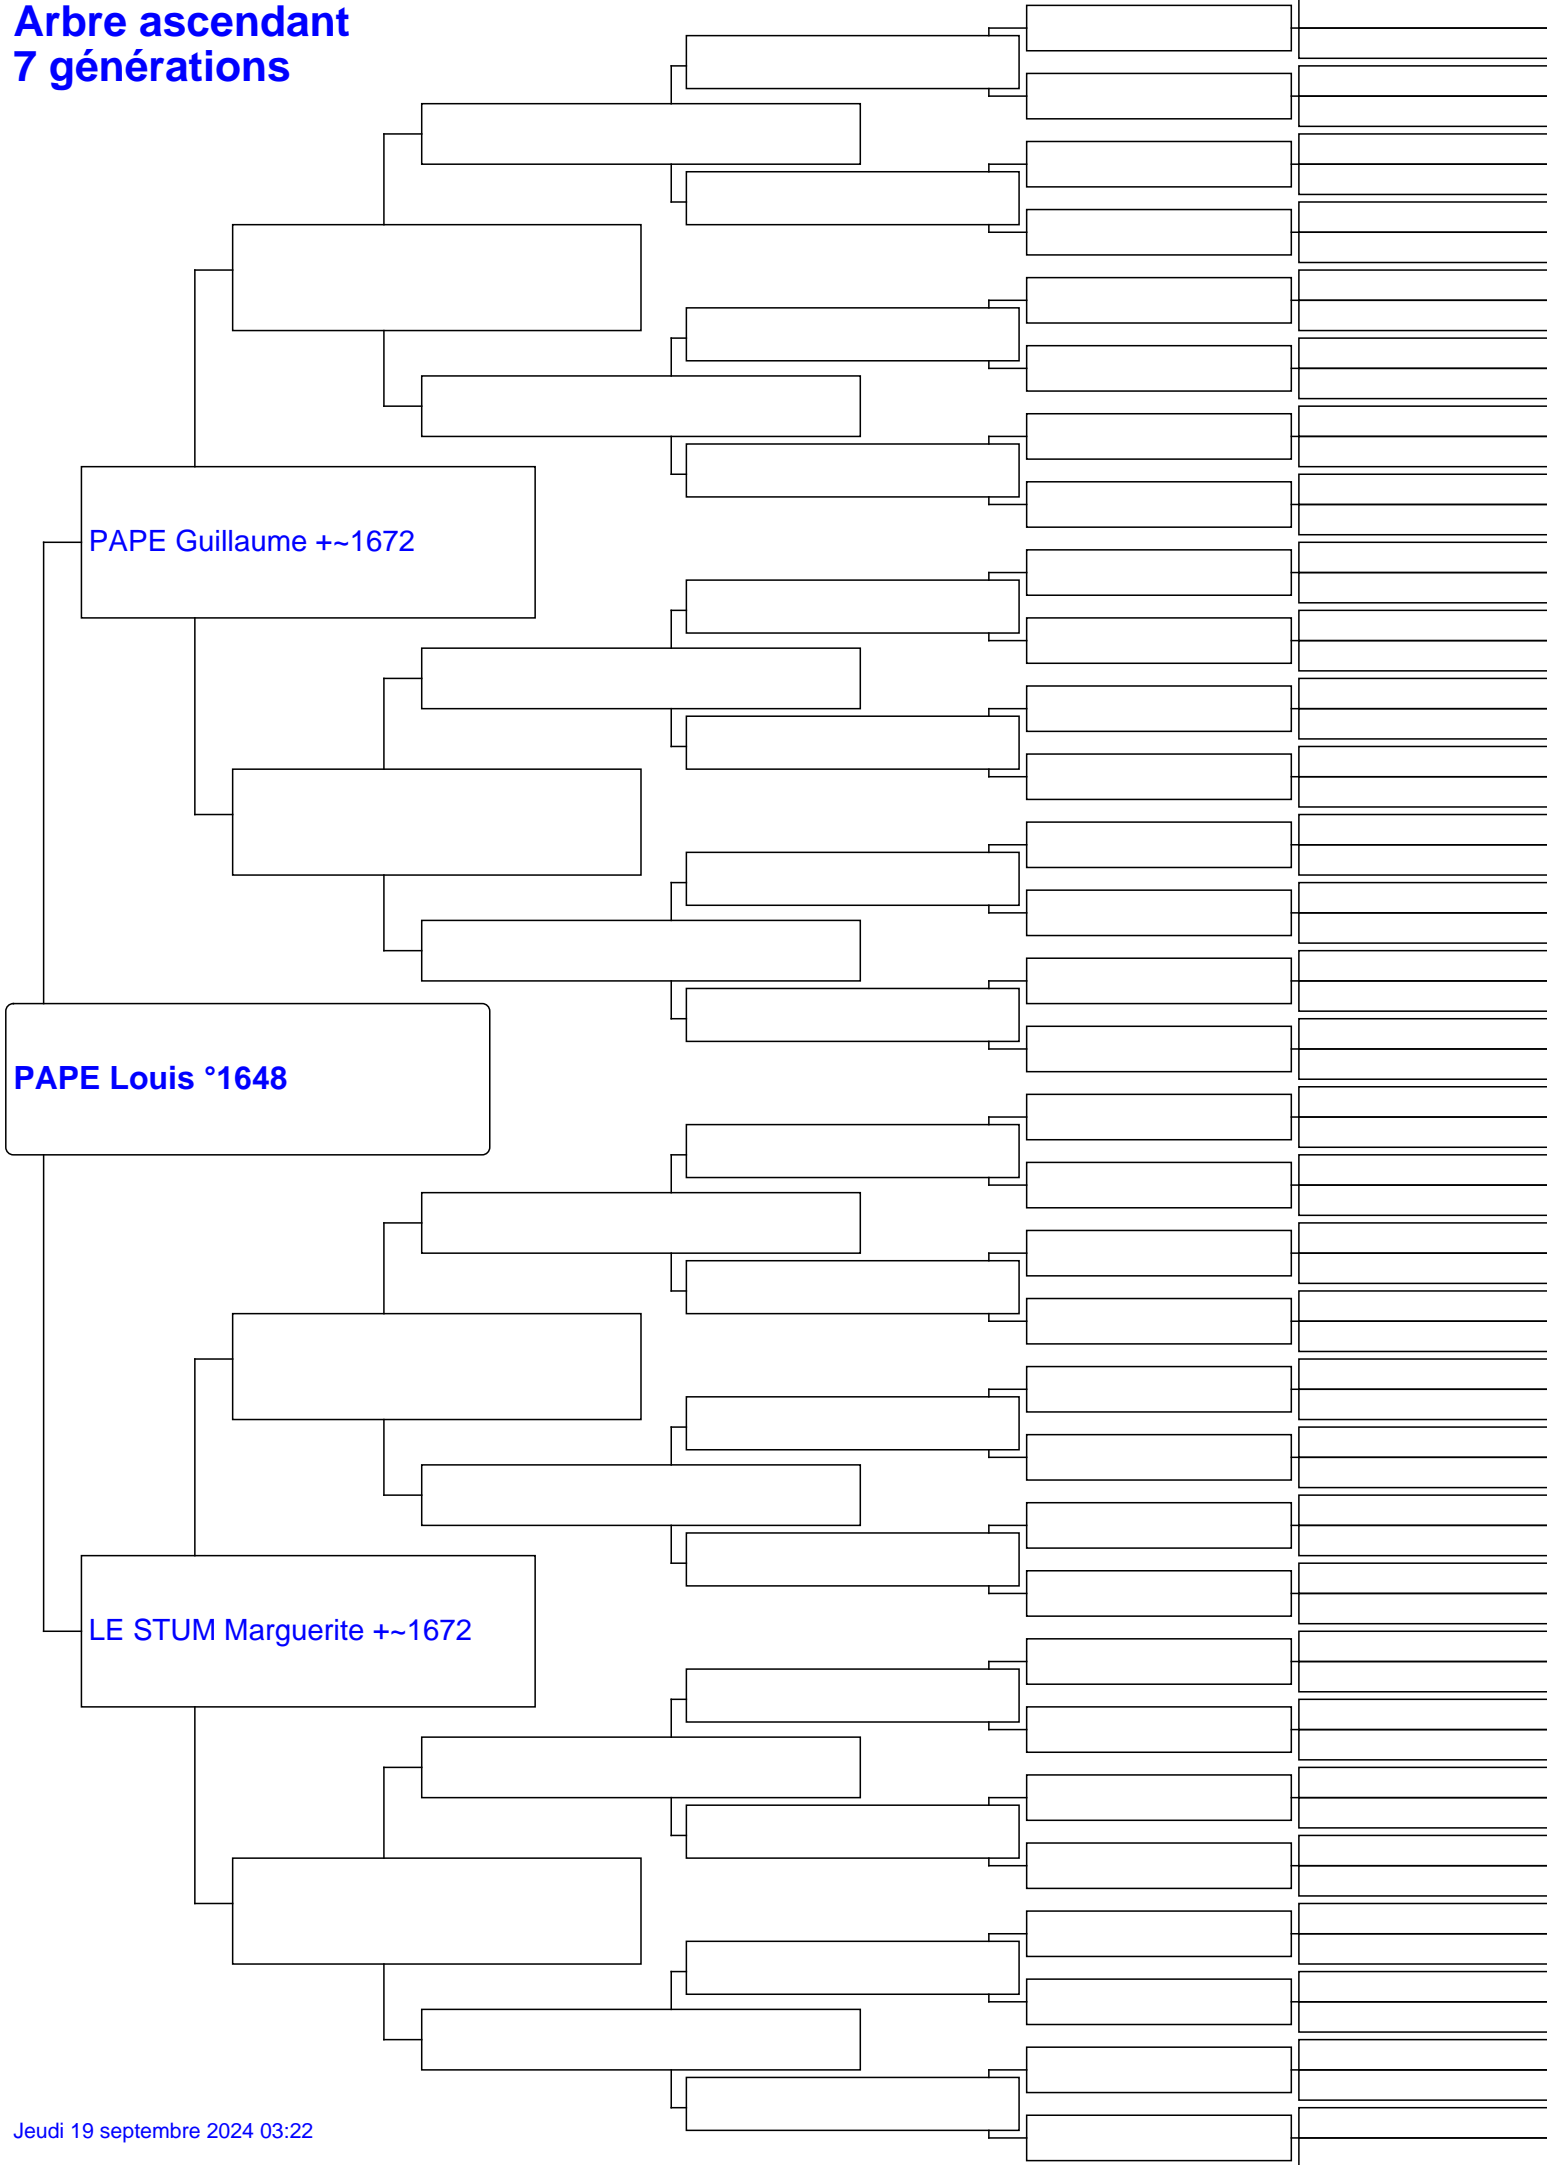 Arbre ascendant
7 générations
PAPE Guillaume +~1672
PAPE Louis °1648
LE STUM Marguerite +~1672
Jeudi 19 septembre 2024 03:22